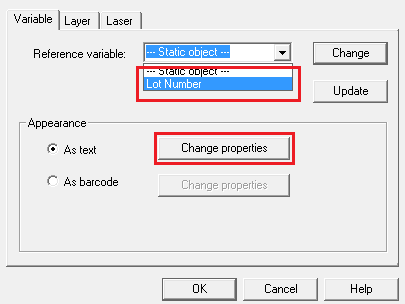 Variable Layer Laser
Reference variable: --- Static object --- Change
--- Static object ---
Lot Number
Update
Appearance
As text Change properties
As barcode Change properties
OK Cancel Help